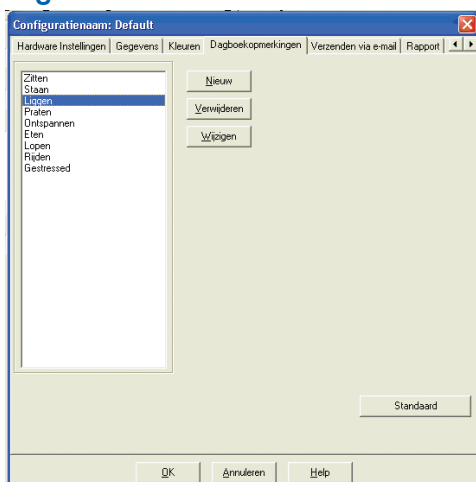 Configuratienaam: Default
Hardware Instellingen Gegevens Kleuren Dagboekopmerkingen Verzenden via e-mail Rapport
Zitten
Staan
Liggen
Praten
Ontspannen
Eten
Lopen
Rijden
Gestressed
Nieuw
Verwijderen
Wijzigen
Standaard
OK Annuleren Help